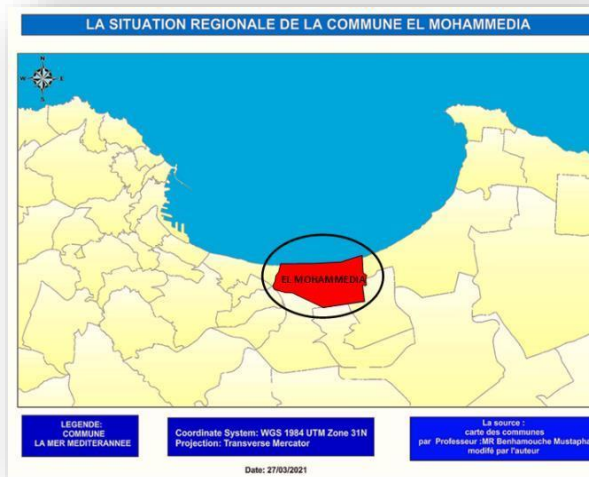 LA SITUATION REGIONALE DE LA COMMUNE EL MOHAMMEDIA
N
W
S
EL MOHAMMEDIA
LEGENDE:
COMMUNE
LA MER MEDITERANNEE
Coordinate System: WGS 1984 UTM Zone 31N
Projection: Transverse Mercator
La source :
carte des communes
par Professeur :MR Benhamouche Mustapha
modifé par l'auteur
Date: 27/03/2021